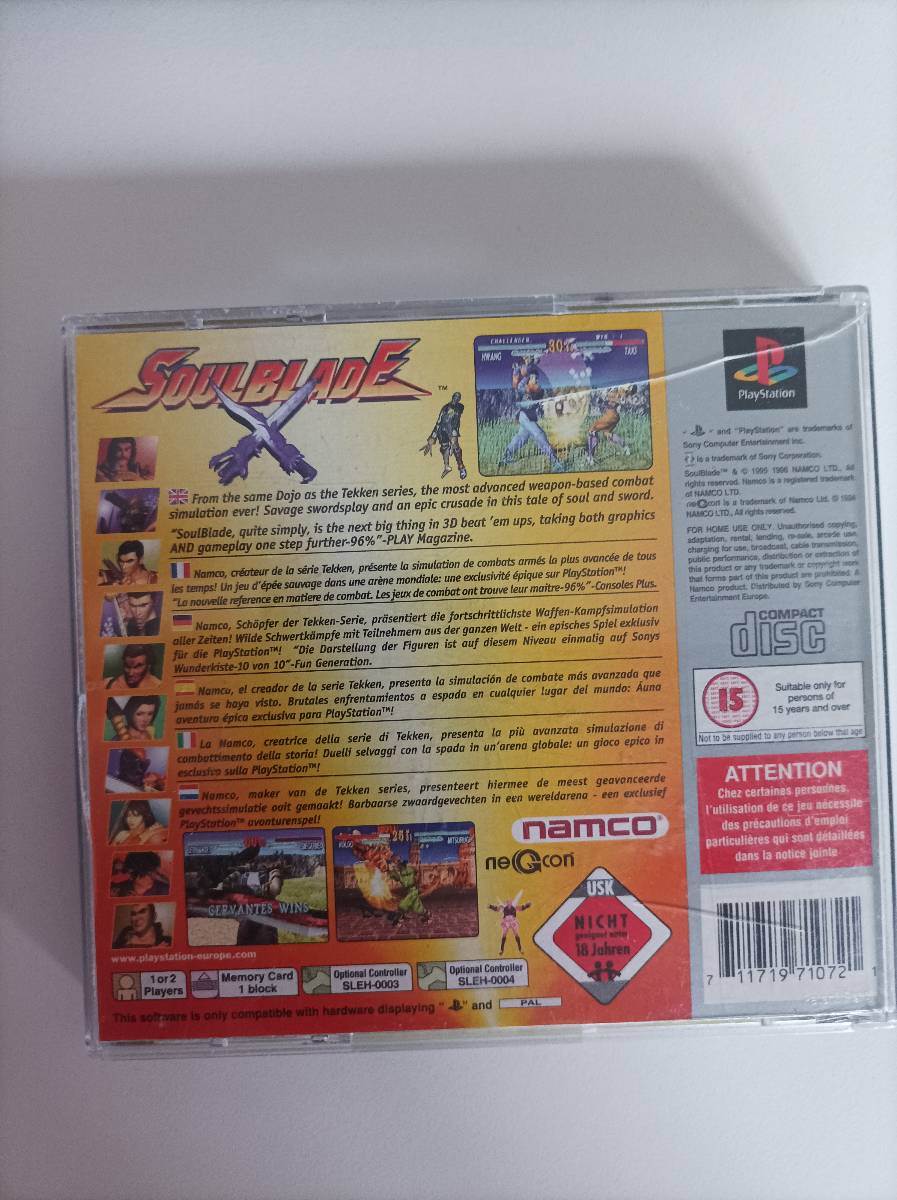 SOULBLADE
™
CHALLENGER
WIN - 1
HWANG
30
TAKI
From the same Dojo as the Tekken series, the most advanced weapon-based combat
simulation ever! Savage swordsplay and an epic crusade in this tale of soul and sword.
"SoulBlade, quite simply, is the next big thing in 3D beat 'em ups, taking both graphics
AND gameplay one step further-96%"-PLAY Magazine.
Namco, créateur de la série Tekken, présente la simulation de combats armés la plus avancée de tous
les temps! Un jeu d'épée sauvage dans une arène mondiale: une exclusivité épique sur PlayStation™!
"La nouvelle reference en matiere de combat. Les jeux de combat ont trouve leur maitre-96%"-Consoles Plus.
Namco, Schöpfer der Tekken-Serie, präsentiert die fortschrittlichste Waffen-Kampfsimulation
aller Zeiten! Wilde Schwertkämpfe mit Teilnehmern aus der ganzen Welt - ein episches Spiel exklusiv
für die PlayStation™! "Die Darstellung der Figuren ist auf diesem Niveau einmalig auf Sonys
Wunderkiste-10 von 10"-Fun Generation.
Namco, el creador de la serie Tekken, presenta la simulación de combate más avanzada que
jamás se haya visto. Brutales enfrentamientos a espada en cualquier lugar del mundo: Áuna
aventura épica exclusiva para PlayStation™!
La Namco, creatrice della serie di Tekken, presenta la più avanzata simulazione di
combattimento della storia! Duelli selvaggi con la spada in un'arena globale: un gioco epico in
esclusiva sulla PlayStation™!
Namco, maker van de Tekken series, presenteert hiermee de meest geavanceerde
gevechtssimulatie ooit gemaakt! Barbaarse zwaardgevechten in een wereldarena - een exclusief
PlayStation™ avonturenspel!
CERVANTES WINS
VOLDO
26
MITSURUGI
namco®
neGcon
USK
NICHT
geeignet unter
18 Jahren
www.playstation-europe.com
1 or 2
Players
Memory Card
1 block
Optional Controller
SLEH-0003
Optional Controller
SLEH-0004
This software is only compatible with hardware displaying " " and PAL
PlayStation
" " and "PlayStation" are trademarks of
Sony Computer Entertainment Inc.
is a trademark of Sony Corporation.
SoulBlade™ & © 1995 1996 NAMCO LTD., All
rights reserved. Namco is a registered trademark
of NAMCO LTD.
neGcon is a trademark of Namco Ltd. © 1994
NAMCO LTD., All rights reserved.
FOR HOME USE ONLY. Unauthorised copying,
adaptation, rental, lending, re-sale, arcade use,
charging for use, broadcast, cable transmission,
public performance, distribution or extraction of
this product or any trademark or copyright work
that forms part of this product are prohibited. A
Namco product. Distributed by Sony Computer
Entertainment Europe.
COMPACT
disc
15
Suitable only for
persons of
15 years and over
Not to be supplied to any person below that age
ATTENTION
Chez certaines personnes,
l'utilisation de ce jeu nécessite
des précautions d'emploi
particulières qui sont détaillées
dans la notice jointe
7 11719 71072 1